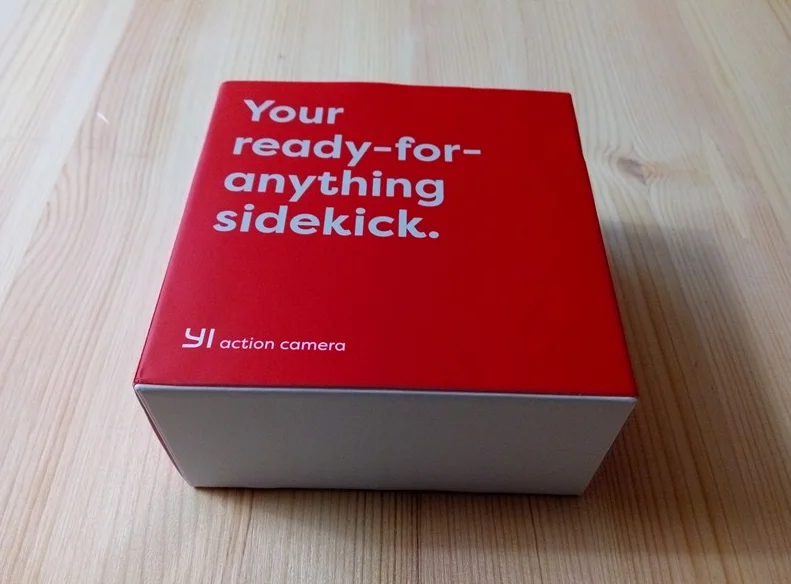 Your
ready-for-
anything
sidekick.
YI action camera